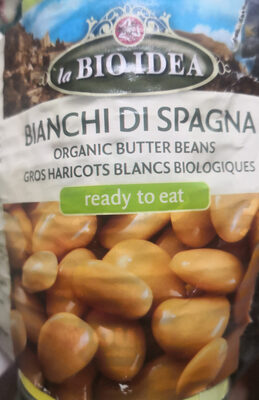 la BIO IDEA
BIANCHI DI SPAGNA
ORGANIC BUTTER BEANS
GROS HARICOTS BLANCS BIOLOGIQUES
ready to eat